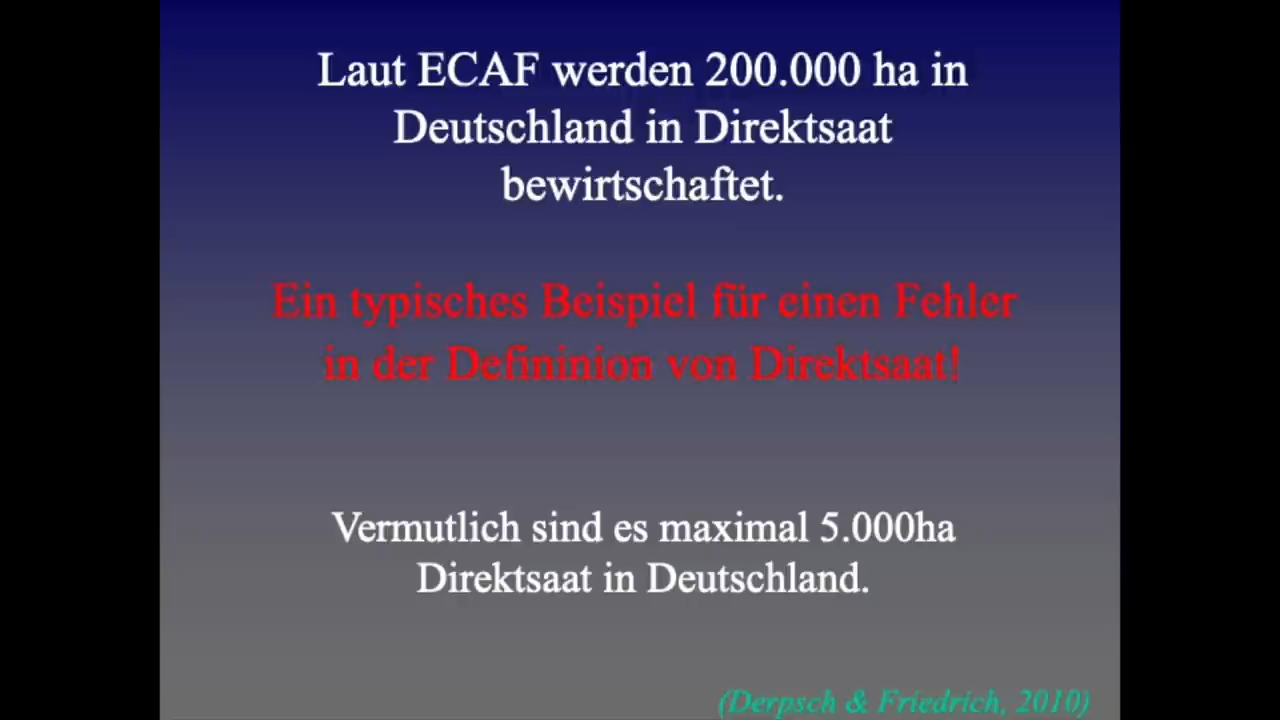 Laut ECAF werden 200.000 ha in
Deutschland in Direktsaat
bewirtschaftet.
Ein typisches Beispiel für einen Fehler
in der Defininion von Direktsaat!
Vermutlich sind es maximal 5.000ha
Direktsaat in Deutschland.
(Derpsch & Friedrich, 2010)